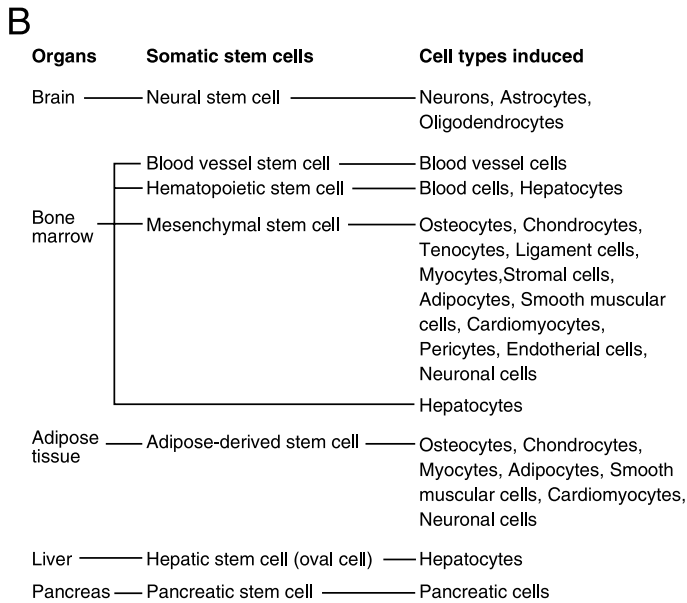 B
Organs Somatic stem cells Cell types induced
Brain Neural stem cell Neurons, Astrocytes,
Oligodendrocytes
Blood vessel stem cell Blood vessel cells
Hematopoietic stem cell Blood cells, Hepatocytes
Bone
marrow
Mesenchymal stem cell Osteocytes, Chondrocytes,
Tenocytes, Ligament cells,
Myocytes,Stromal cells,
Adipocytes, Smooth muscular
cells, Cardiomyocytes,
Pericytes, Endotherial cells,
Neuronal cells
Hepatocytes
Adipose
tissue
Adipose-derived stem cell Osteocytes, Chondrocytes,
Myocytes, Adipocytes, Smooth
muscular cells, Cardiomyocytes,
Neuronal cells
Liver Hepatic stem cell (oval cell) Hepatocytes
Pancreas Pancreatic stem cell Pancreatic cells